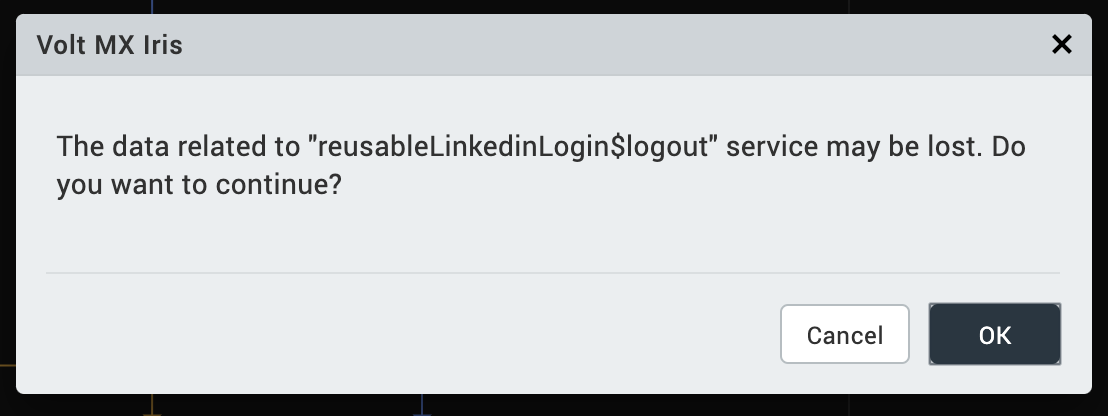 Volt MX Iris
The data related to "reusableLinkedinLogin$logout" service may be lost. Do
you want to continue?
Cancel
OK